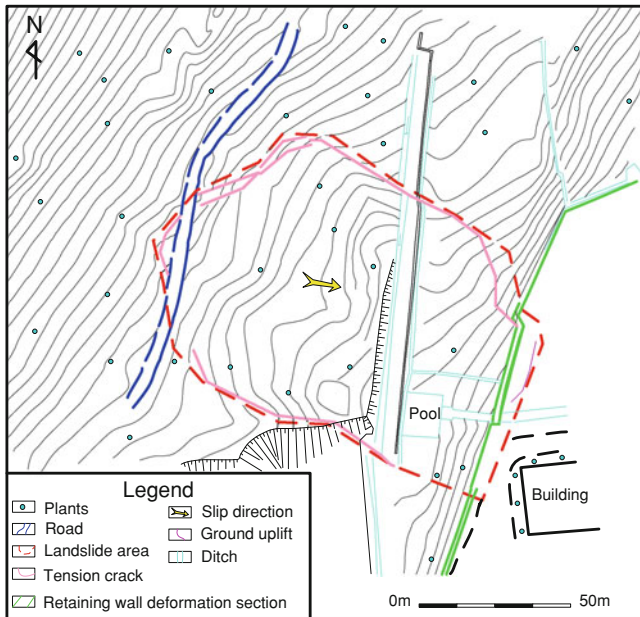 N
Pool
Building
Legend
Plants
Road
Landslide area
Tension crack
Retaining wall deformation section
Slip direction
Ground uplift
Ditch
0m 50m